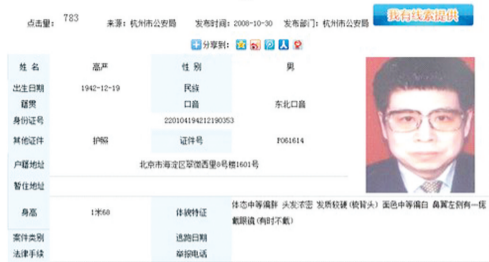 点击量： 783 来源：杭州市公安局 发布时间：2008-10-30 发布部门：杭州市公安局 我有线索提供
分享到：
姓 名 高严 性 别 男
出生日期 1942-12-19 民族
籍贯 口音 东北口音
身份证号 220104194212190353
其他证件 护照 证件号 P061614
户籍地址 北京市海淀区翠微西里8号楼1601号
暂住地址
身高 1米68 体貌特征 体态中等偏胖 头发浓密 发质较硬(梳背头) 面色中等偏白 鼻翼左侧有一疣
戴眼镜(有时不戴)
案件类别 逃跑日期
法律手续 举报电话